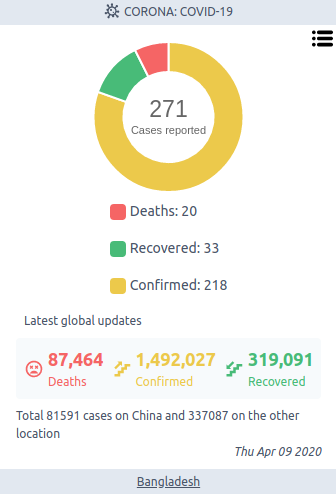 CORONA: COVID-19
271
Cases reported
Deaths: 20
Recovered: 33
Confirmed: 218
Latest global updates
87,464 1,492,027 319,091
Deaths Confirmed Recovered
Total 81591 cases on China and 337087 on the other
location
Thu Apr 09 2020
Bangladesh